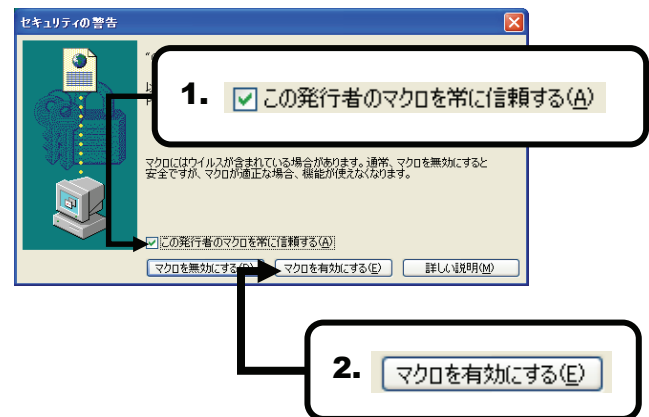 セキュリティの警告
1. この発行者のマクロを常に信頼する(A)
マクロにはウイルスが含まれている場合があります。通常、マクロを無効にすると
安全ですが、マクロが適正な場合、機能が使えなくなります。
この発行者のマクロを常に信頼する(A)
マクロを無効にする(D) マクロを有効にする(E) 詳しい説明(M)
2. マクロを有効にする(E)